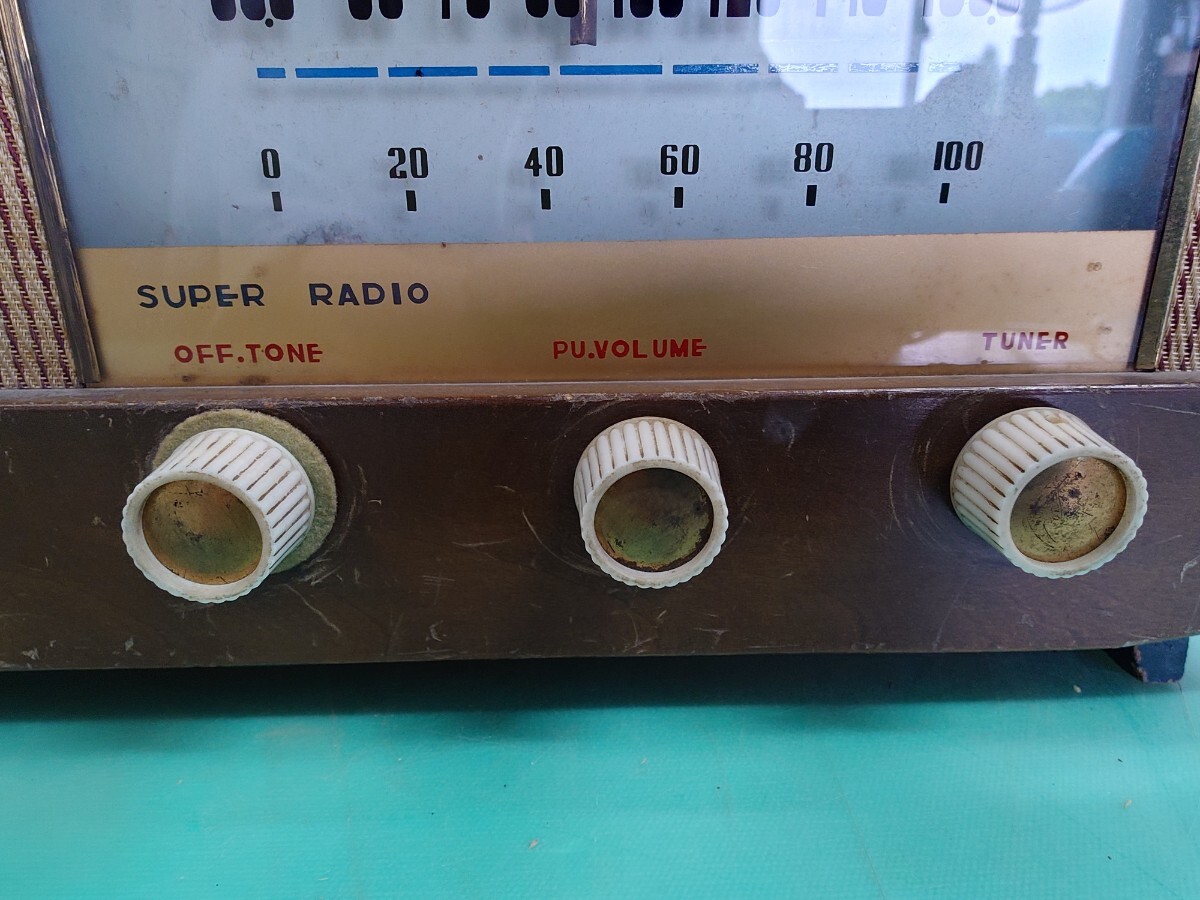 0 20 40 60 80 100
SUPER RADIO
OFF.TONE PU.VOLUME TUNER